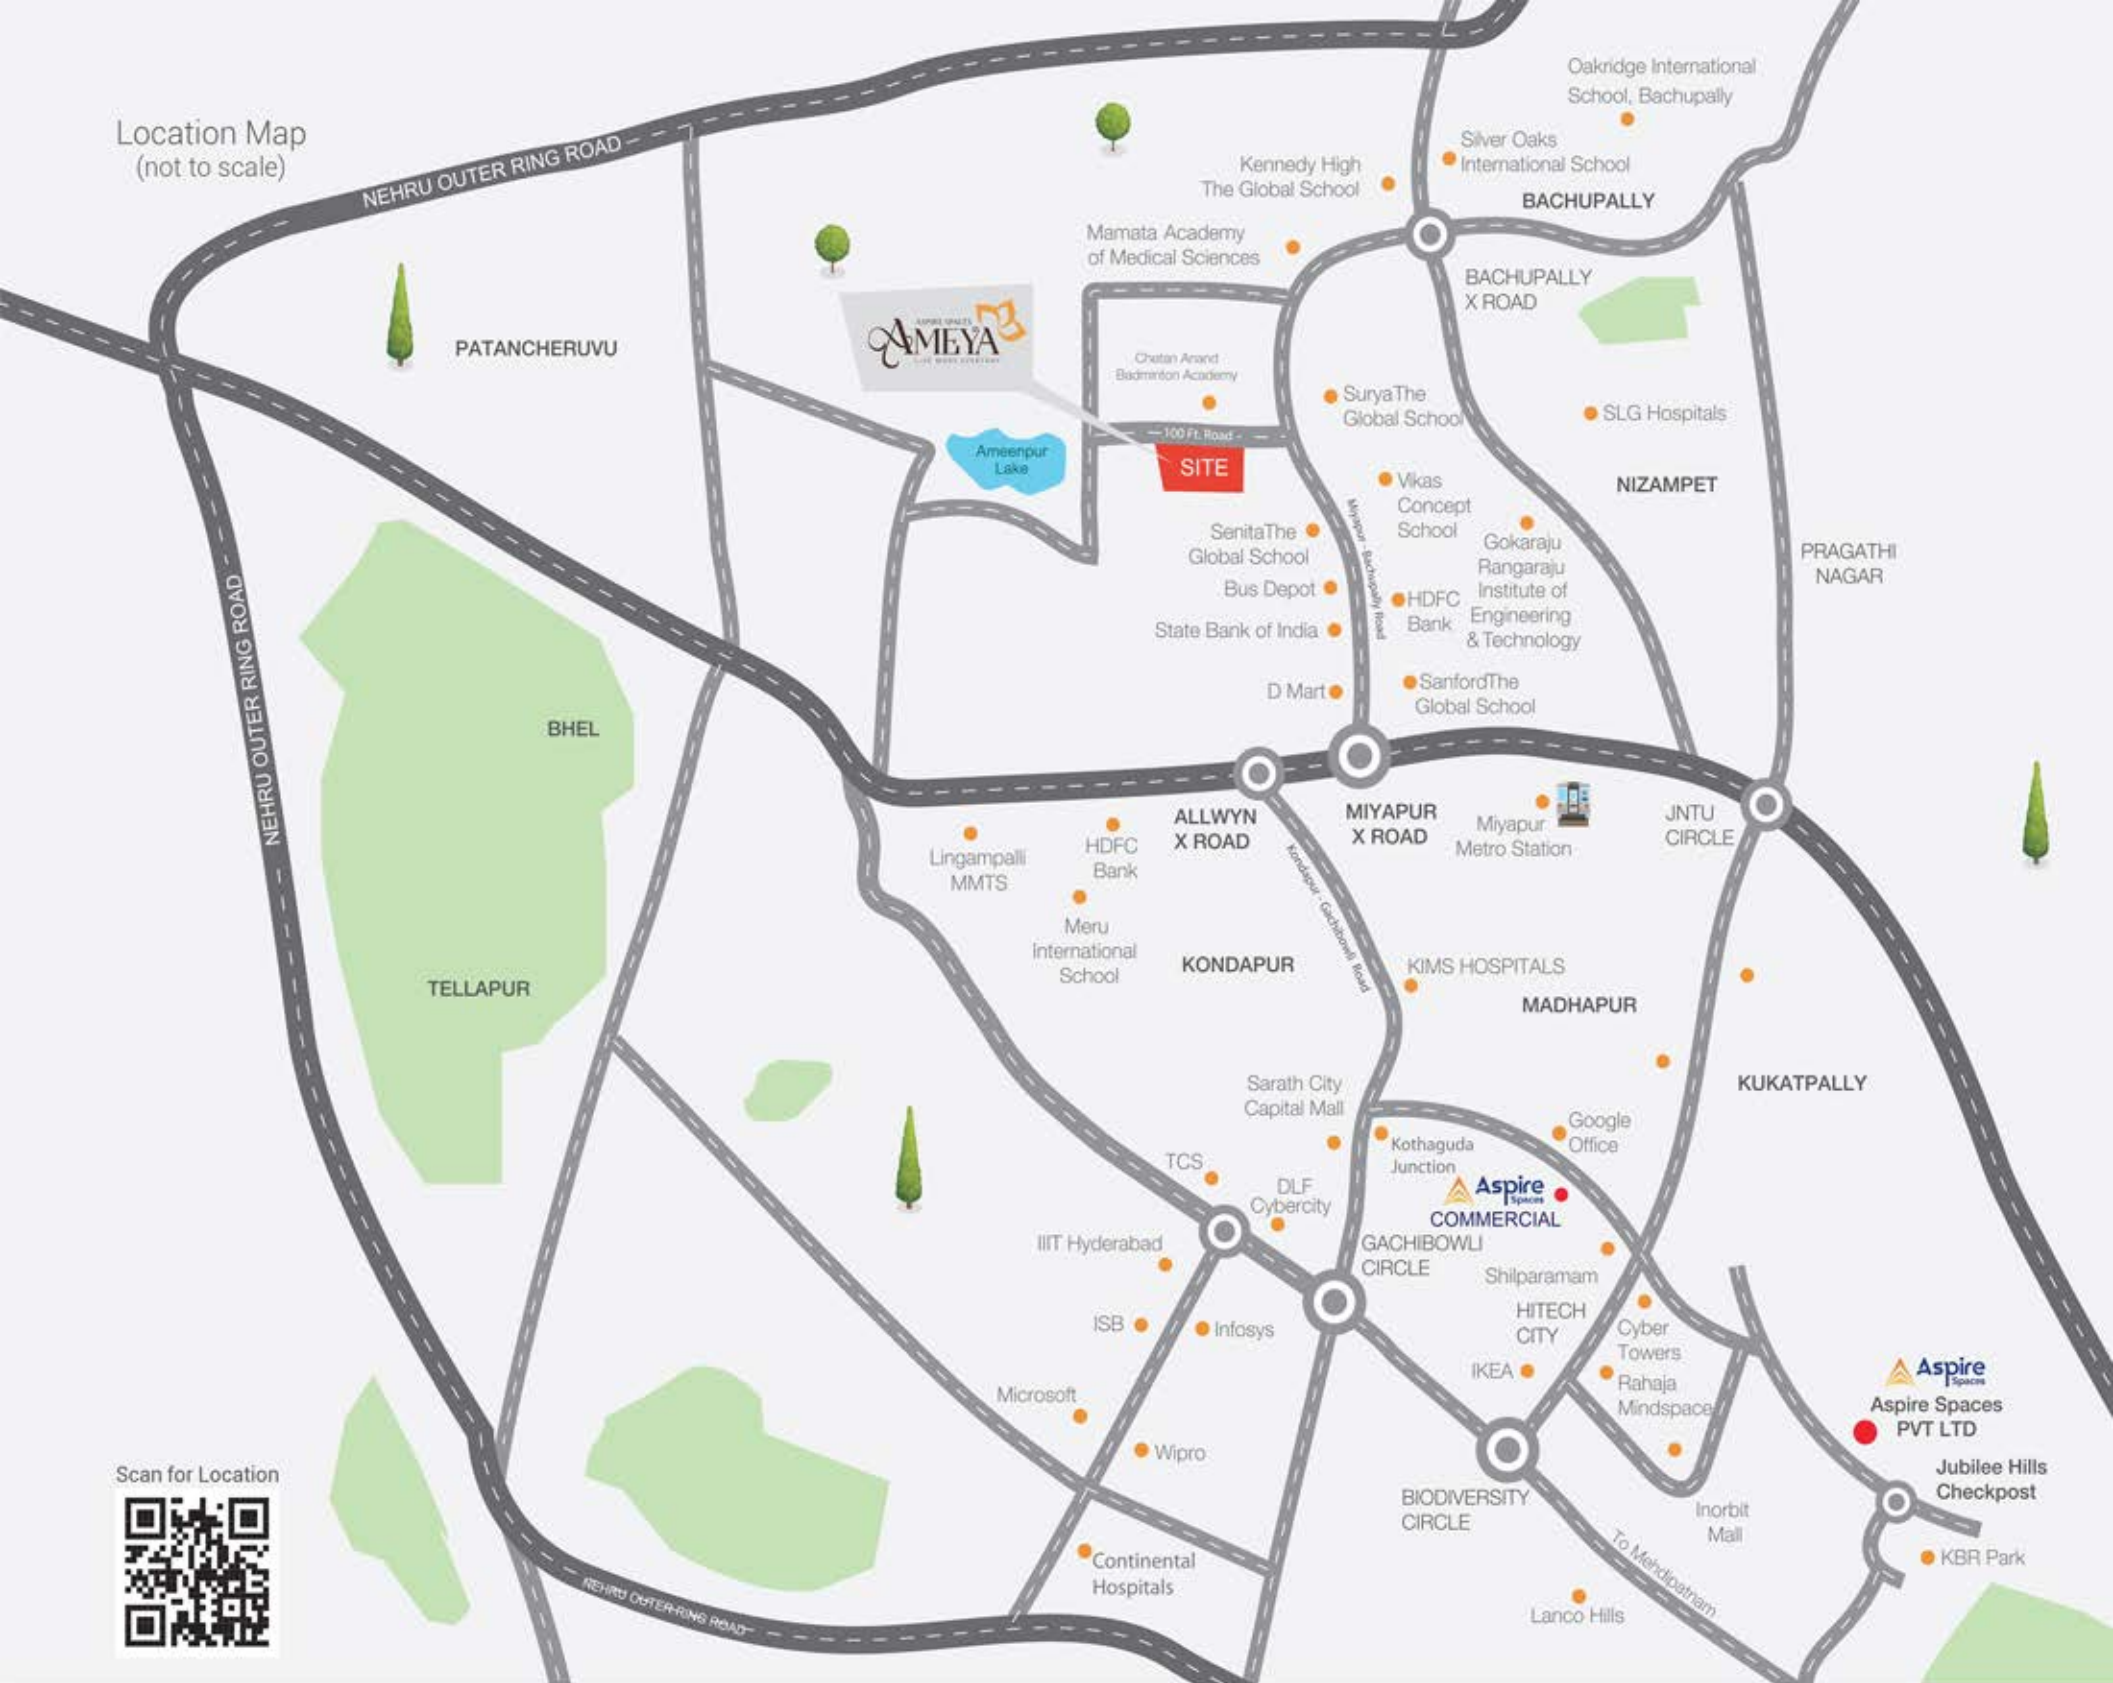 Location Map
(not to scale)
NEHRU OUTER RING ROAD
Oakridge International
School, Bachupally
Silver Oaks
International School
Kennedy High
The Global School
BACHUPALLY
Mamata Academy
of Medical Sciences
BACHUPALLY
X ROAD
PATANCHERUVU
AMEYA
Chetan Anand
Badminton Academy
SuryaThe
Global School
SLG Hospitals
100 Ft. Road
Ameenpur
Lake
SITE
NIZAMPET
Vikas
Concept
School
Miyapur - Bachupally Road
SenitaThe
Global School
Gokaraju
Rangaraju
Institute of
Engineering
& Technology
PRAGATHI
NAGAR
Bus Depot
HDFC
Bank
State Bank of India
NEHRU OUTER RING ROAD
D Mart
SanfordThe
Global School
BHEL
ALLWYN
X ROAD
MIYAPUR
X ROAD
Miyapur
Metro Station
JNTU
CIRCLE
Lingampalli
MMTS
HDFC
Bank
Kondapur - Gachibowli Road
Meru
International
School
KONDAPUR
KIMS HOSPITALS
TELLAPUR
MADHAPUR
KUKATPALLY
Sarath City
Capital Mall
Google
Office
Kothaguda
Junction
TCS
DLF
Cybercity
Aspire
Spaces
COMMERCIAL
IIIT Hyderabad
GACHIBOWLI
CIRCLE
Shilparamam
ISB
Infosys
HITECH
CITY
Cyber
Towers
IKEA
Rahaja
Mindspace
Aspire
Spaces
Aspire Spaces
PVT LTD
Microsoft
Wipro
Jubilee Hills
Checkpost
Scan for Location
BIODIVERSITY
CIRCLE
Inorbit
Mall
KBR Park
Continental
Hospitals
To Mehdipatnam
Lanco Hills
NEHRU OUTER RING ROAD